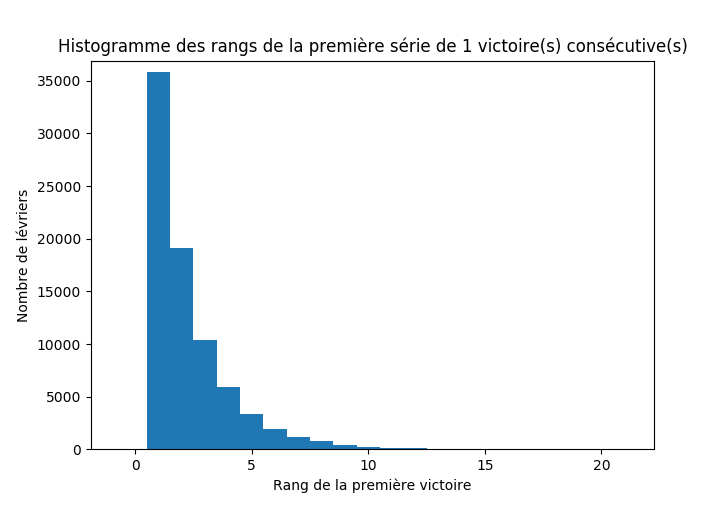 Histogramme des rangs de la première série de 1 victoire(s) consécutive(s)
35000
30000
25000
20000
15000
10000
5000
0
Nombre de lévriers
0 5 10 15 20
Rang de la première victoire